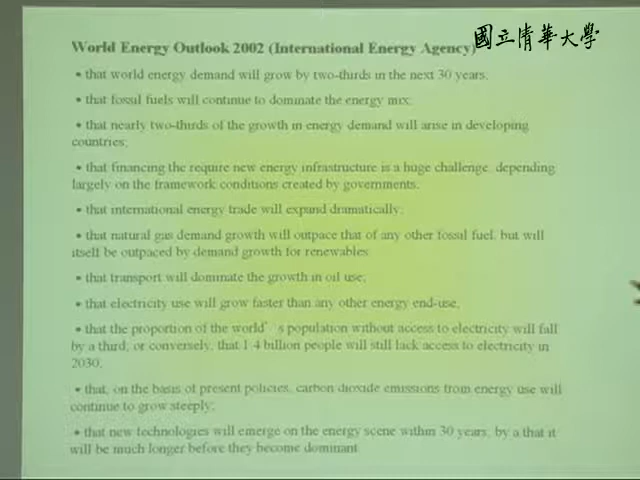 國立清華大學
World Energy Outlook 2002 (International Energy Agency)
• that world energy demand will grow by two-thirds in the next 30 years;
• that fossil fuels will continue to dominate the energy mix;
• that nearly two-thirds of the growth in energy demand will arise in developing
countries;
• that financing the require new energy infrastructure is a huge challenge, depending
largely on the framework conditions created by governments;
• that international energy trade will expand dramatically;
• that natural gas demand growth will outpace that of any other fossil fuel, but will
itself be outpaced by demand growth for renewables
• that transport will dominate the growth in oil use;
• that electricity use will grow faster than any other energy end-use;
• that the proportion of the world's population without access to electricity will fall
by a third; or conversely, that 1.4 billion people will still lack access to electricity in
2030;
• that, on the basis of present policies, carbon dioxide emissions from energy use will
continue to grow steeply;
• that new technologies will emerge on the energy scene within 30 years, by a that it
will be much longer before they become dominant